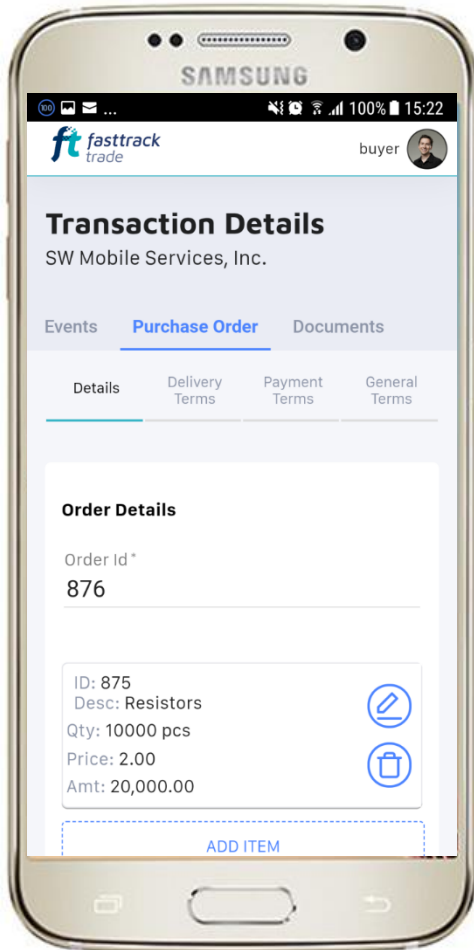 SAMSUNG
100 ... 100% 15:22
ft fasttrack
trade
buyer
Transaction Details
SW Mobile Services, Inc.
Events Purchase Order Documents
Details Delivery Terms Payment Terms General Terms
Order Details
Order Id *
876
ID: 875
Desc: Resistors
Qty: 10000 pcs
Price: 2.00
Amt: 20,000.00
ADD ITEM